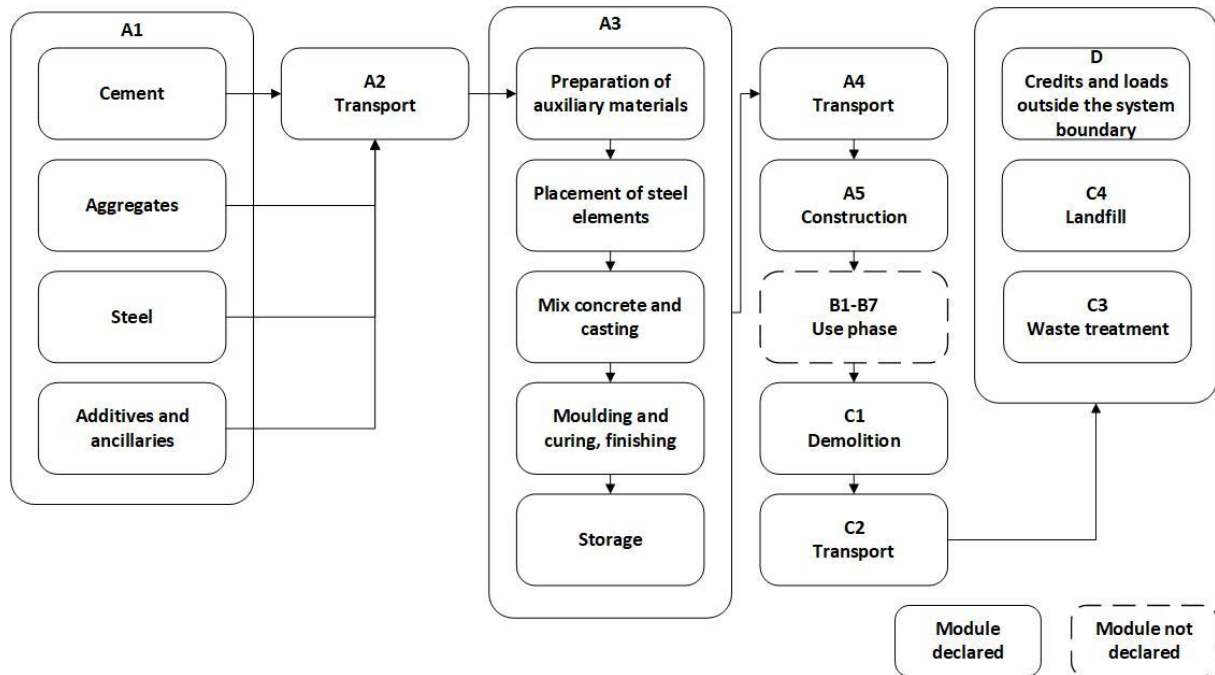 A1
Cement
Aggregates
Steel
Additives and
ancillaries
A2
Transport
A3
Preparation of
auxiliary materials
Placement of steel
elements
Mix concrete and
casting
Moulding and
curing, finishing
Storage
A4
Transport
A5
Construction
B1-B7
Use phase
C1
Demolition
C2
Transport
D
Credits and loads
outside the system
boundary
C4
Landfill
C3
Waste treatment
Module
declared
Module not
declared